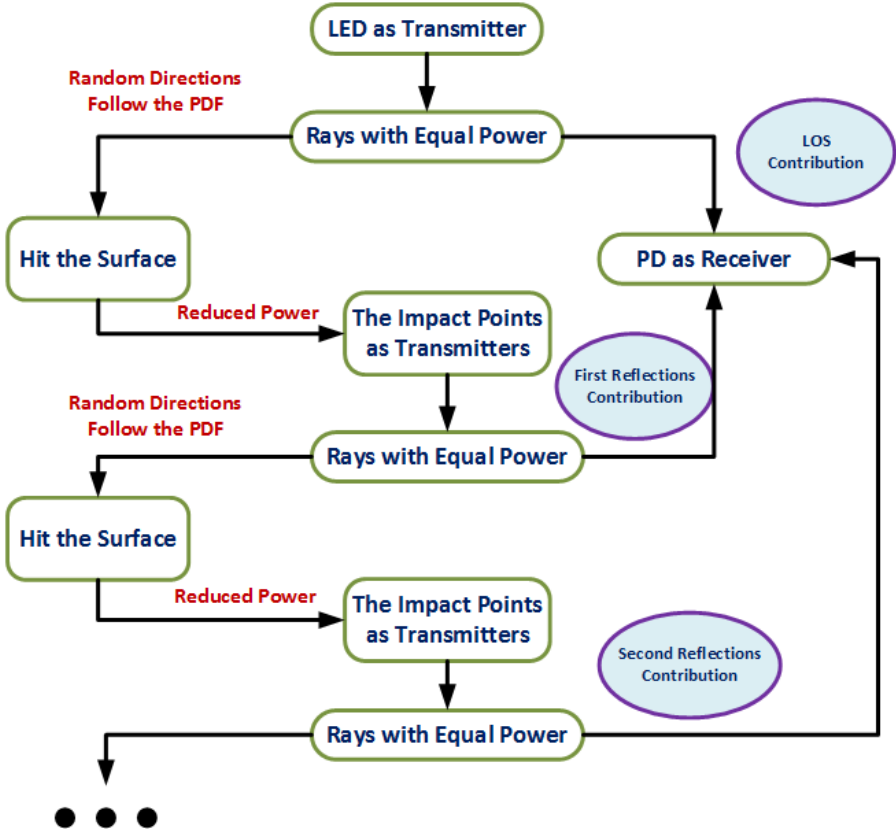 LED as Transmitter
Random Directions
Follow the PDF
Rays with Equal Power
LOS
Contribution
Hit the Surface
PD as Receiver
Reduced Power
The Impact Points
as Transmitters
First Reflections
Contribution
Random Directions
Follow the PDF
Rays with Equal Power
Hit the Surface
Reduced Power
The Impact Points
as Transmitters
Second Reflections
Contribution
Rays with Equal Power